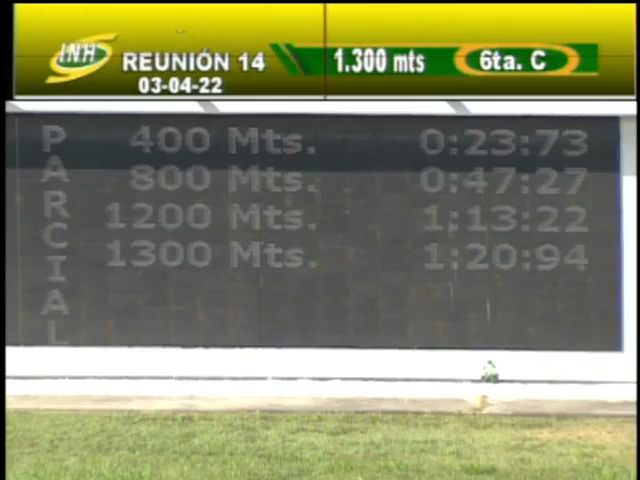 INH
REUNIÓN 14
03-04-22
1.300 mts
6ta. C
PARCIAL
400 Mts. 0:23:73
800 Mts. 0:47:27
1200 Mts. 1:13:22
1300 Mts. 1:20:94